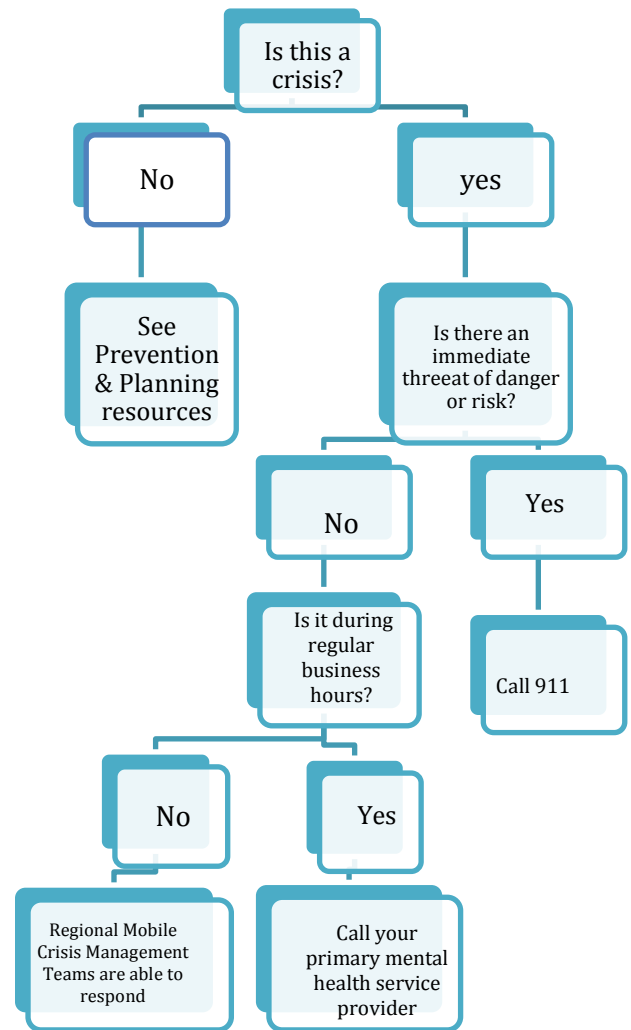 Is this a
crisis?
No
yes
See
Prevention
& Planning
resources
Is there an
immediate
threeat of danger
or risk?
No
Yes
Is it during
regular
business
hours?
Call 911
No
Yes
Regional Mobile
Crisis Management
Teams are able to
respond
Call your
primary mental
health service
provider